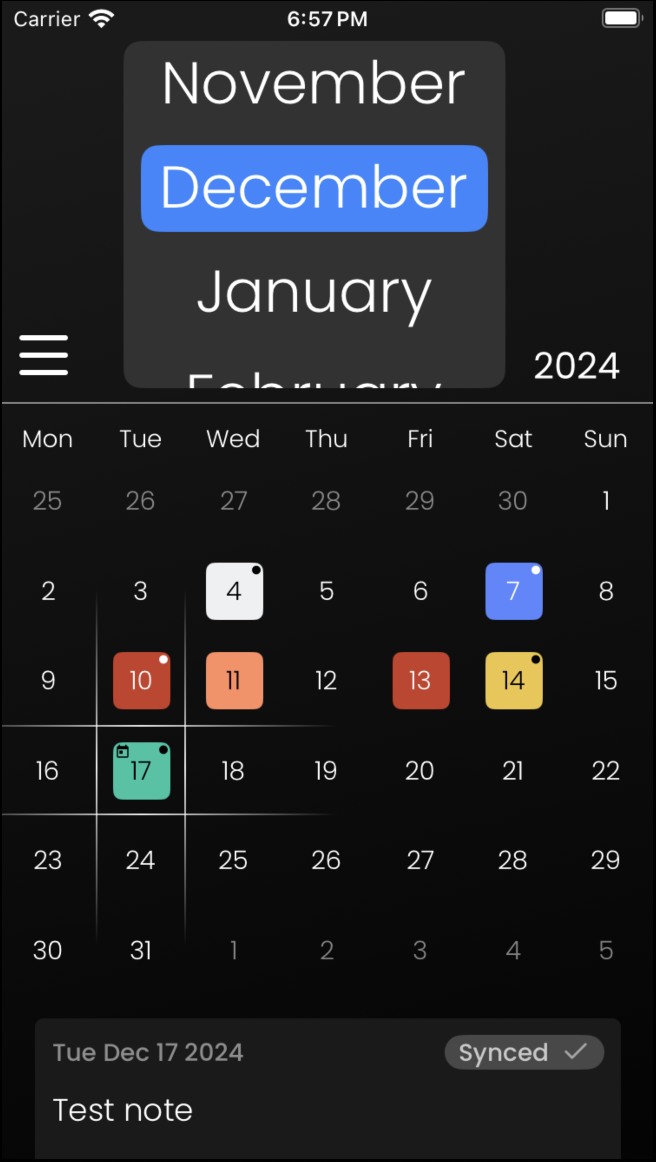 Carrier 6:57 PM
November
December
January
February
2024
Mon Tue Wed Thu Fri Sat Sun
25 26 27 28 29 30 1
2 3 4 5 6 7 8
9 10 11 12 13 14 15
16 17 18 19 20 21 22
23 24 25 26 27 28 29
30 31 1 2 3 4 5
Tue Dec 17 2024 Synced
Test note